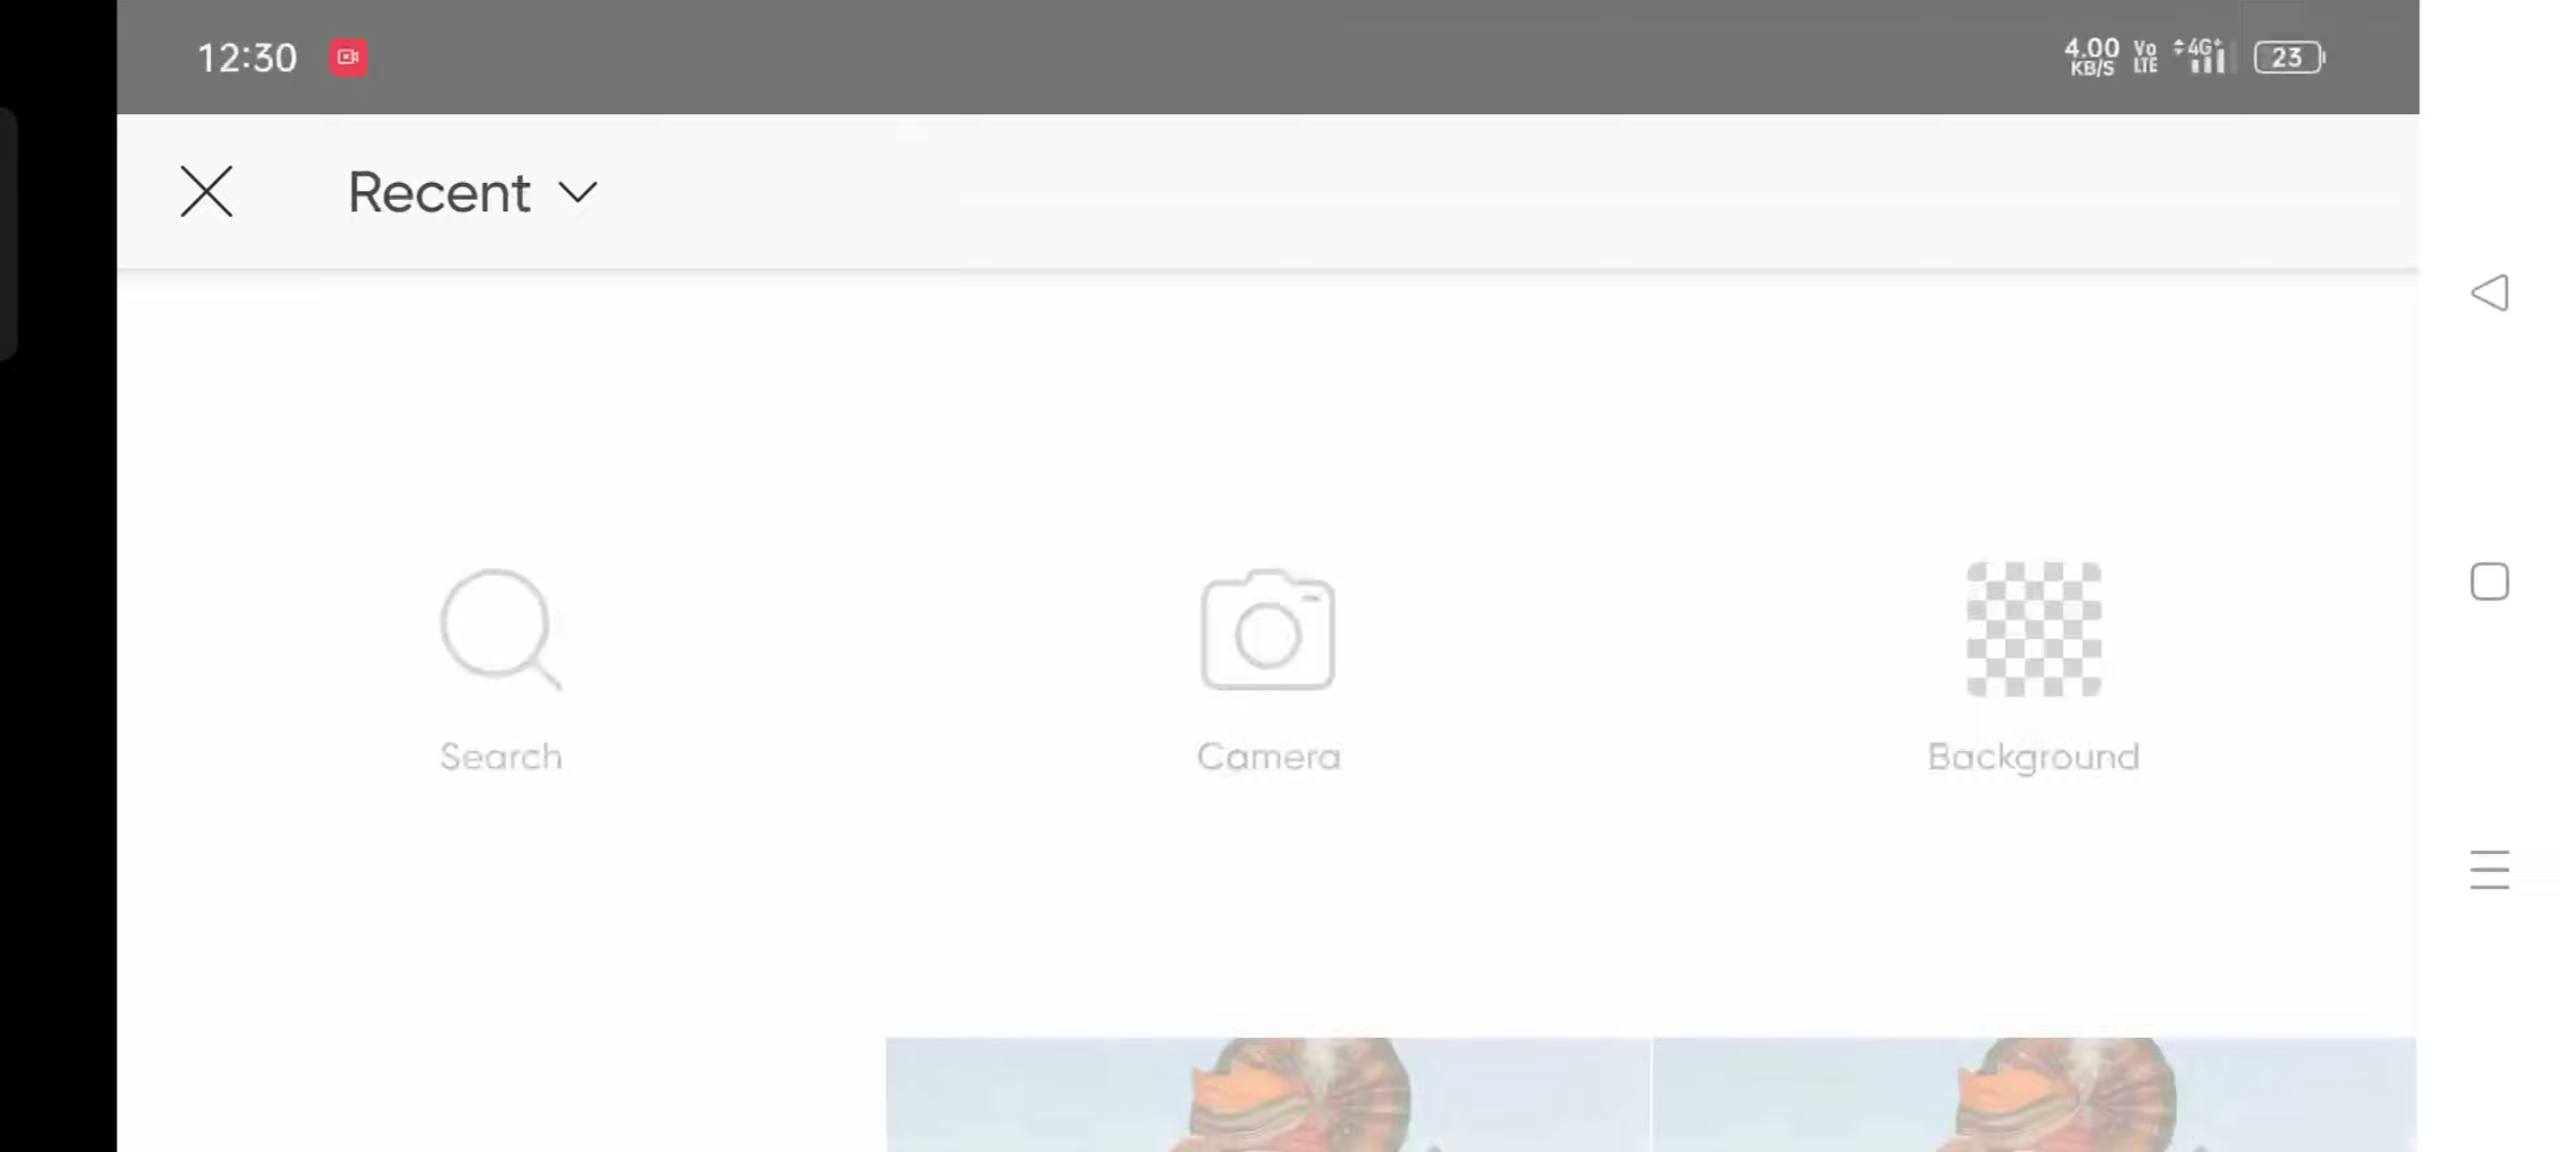 12:30
4.00 KB/S Vo LTE 4G+ 23
Recent
Search
Camera
Background